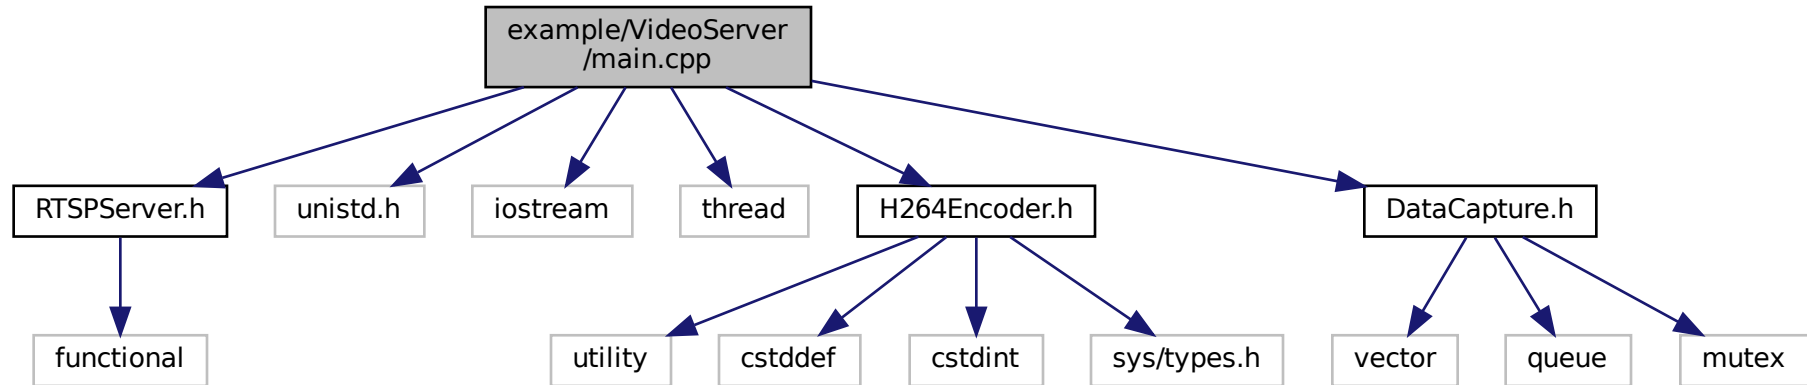 example/VideoServer
/main.cpp
RTSPServer.h
unistd.h
iostream
thread
H264Encoder.h
DataCapture.h
functional
utility
cstddef
cstdint
sys/types.h
vector
queue
mutex